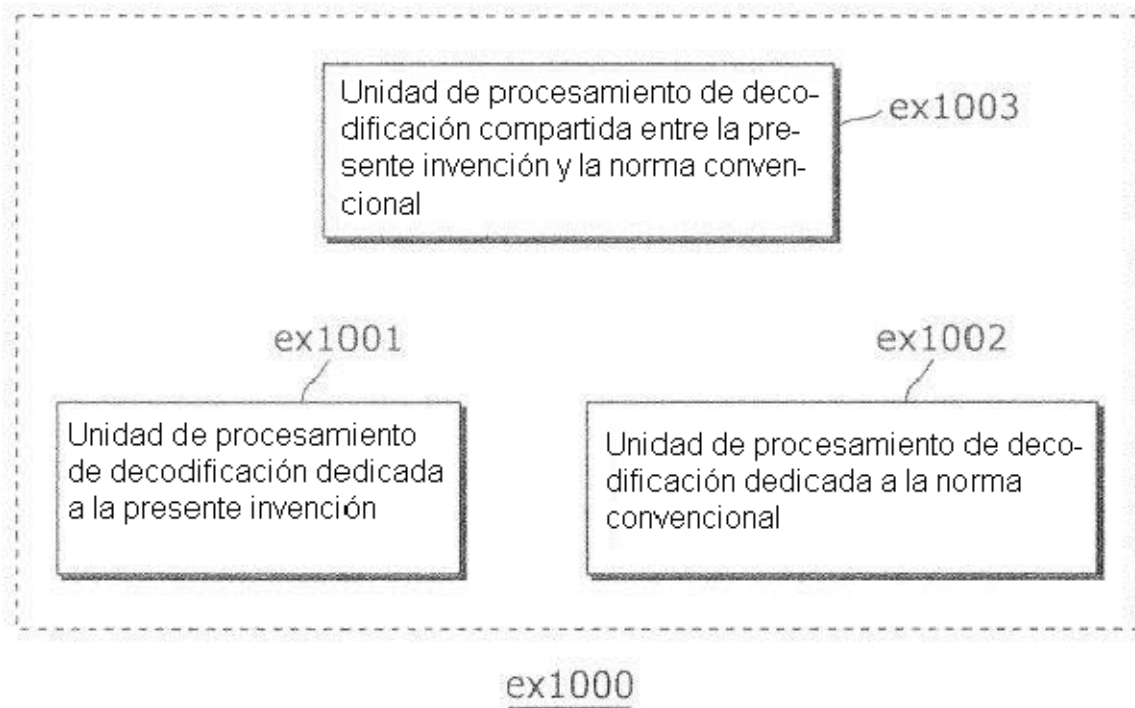 Unidad de procesamiento de deco-
dificación compartida entre la pre-
sente invención y la norma conven-
cional
ex1003
ex1001
Unidad de procesamiento
de decodificación dedicada
a la presente invención
ex1002
Unidad de procesamiento de deco-
dificación dedicada a la norma
convencional
ex1000